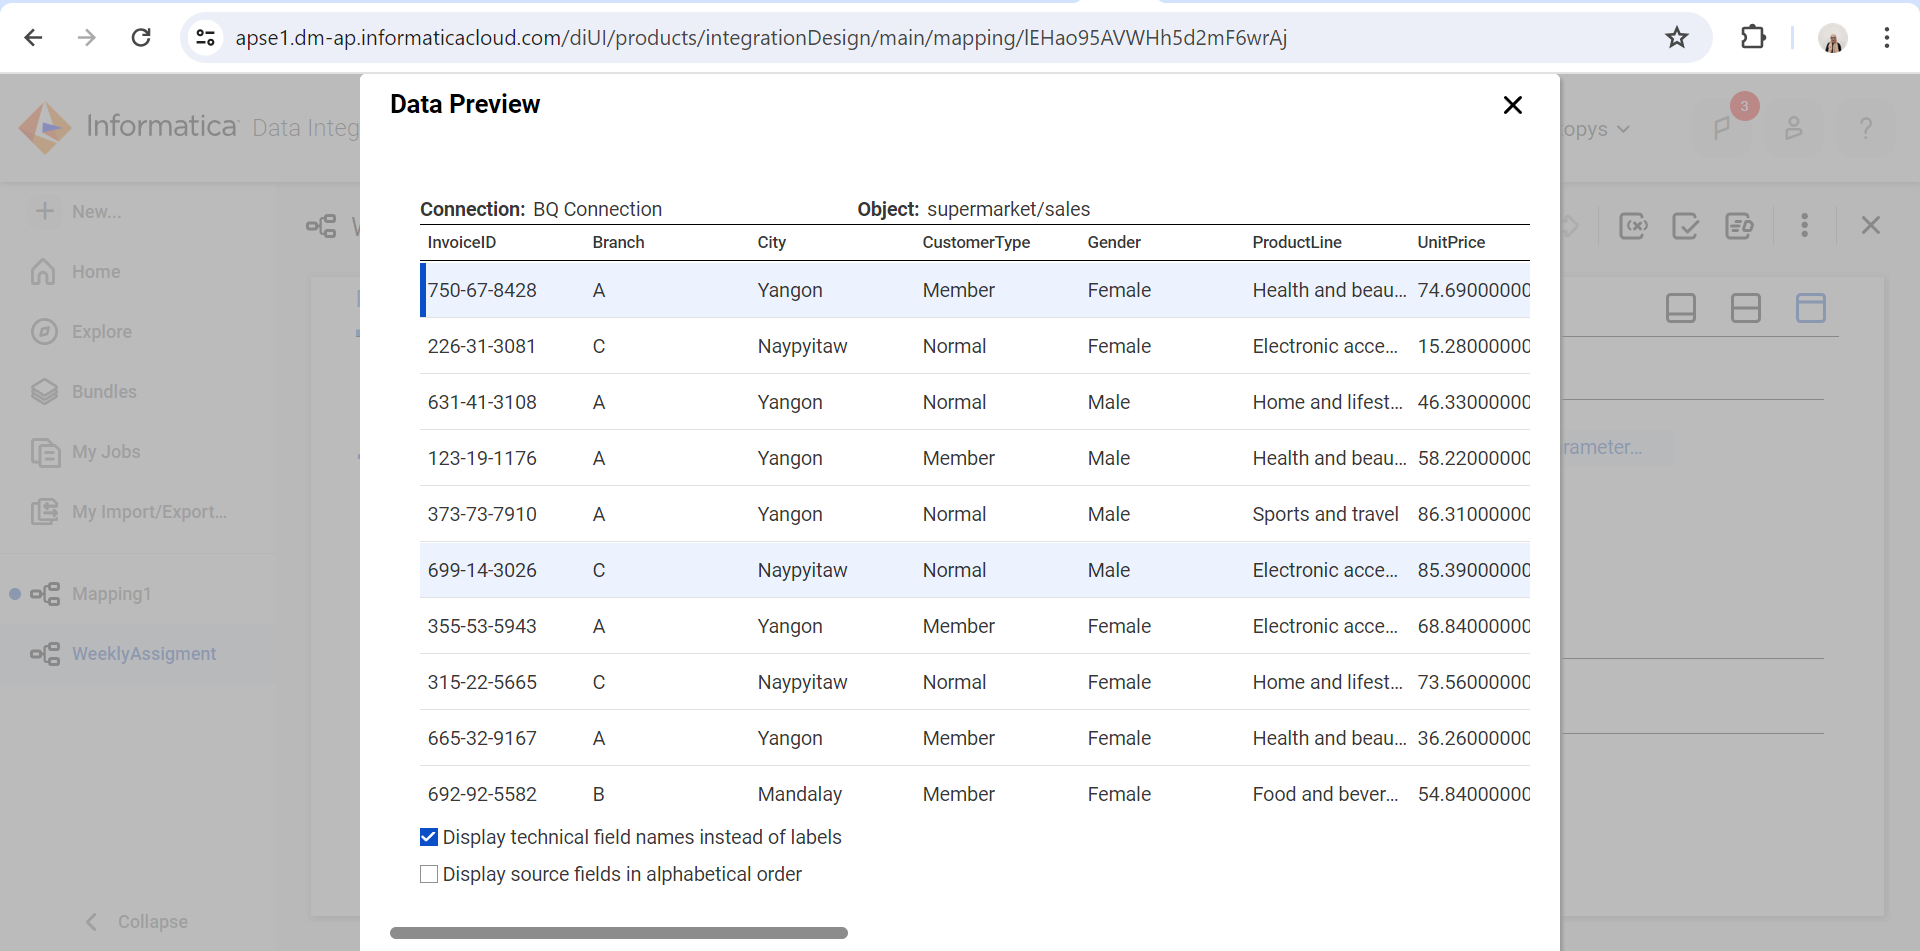 apse1.dm-ap.informaticacloud.com/diUI/products/integrationDesign/main/mapping/lEHao95AVWHh5d2mF6wrAj
Informatica Data Integ
opys
3
?
Data Preview
Connection: BQ Connection Object: supermarket/sales
InvoiceID Branch City CustomerType Gender ProductLine UnitPrice
750-67-8428 A Yangon Member Female Health and beau... 74.69000000
226-31-3081 C Naypyitaw Normal Female Electronic acce... 15.28000000
631-41-3108 A Yangon Normal Male Home and lifest... 46.33000000
123-19-1176 A Yangon Member Male Health and beau... 58.22000000
373-73-7910 A Yangon Normal Male Sports and travel 86.31000000
699-14-3026 C Naypyitaw Normal Male Electronic acce... 85.39000000
355-53-5943 A Yangon Member Female Electronic acce... 68.84000000
315-22-5665 C Naypyitaw Normal Female Home and lifest... 73.56000000
665-32-9167 A Yangon Member Female Health and beau... 36.26000000
692-92-5582 B Mandalay Member Female Food and bever... 54.84000000
Display technical field names instead of labels
Display source fields in alphabetical order
New...
Home
Explore
Bundles
My Jobs
My Import/Export...
Mapping1
WeeklyAssigment
Collapse
rameter...